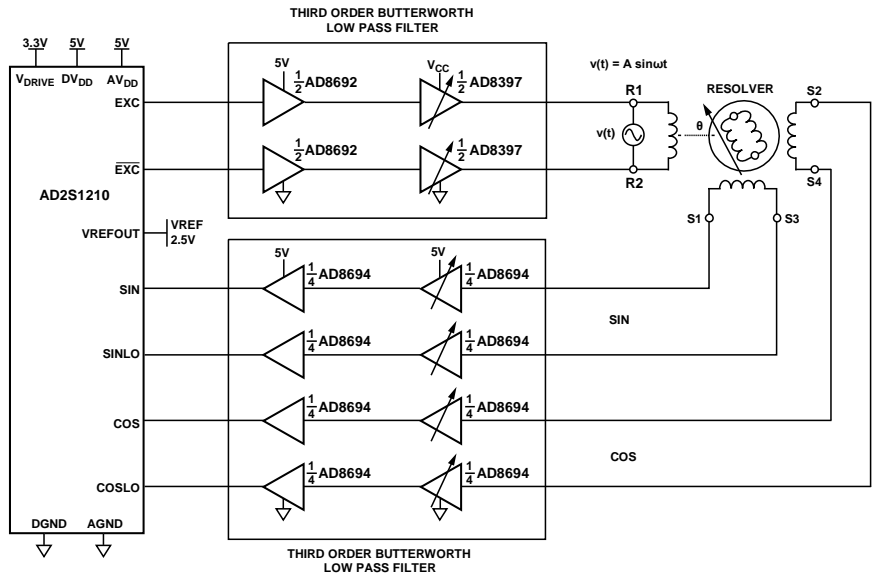 THIRD ORDER BUTTERWORTH
LOW PASS FILTER
3.3V 5V 5V
VDRIVE DVDD AVDD
EXC
5V
1/2 AD8692
VCC
1/2 AD8397
v(t) = A sinωt
R1
RESOLVER
S2
v(t)
θ
EXC
1/2 AD8692
1/2 AD8397
R2
S4
AD2S1210
VREFOUT
VREF
2.5V
S1
S3
SIN
5V
1/4 AD8694
5V
1/4 AD8694
SIN
SINLO
1/4 AD8694
1/4 AD8694
COS
1/4 AD8694
1/4 AD8694
COS
COSLO
1/4 AD8694
1/4 AD8694
DGND AGND
THIRD ORDER BUTTERWORTH
LOW PASS FILTER